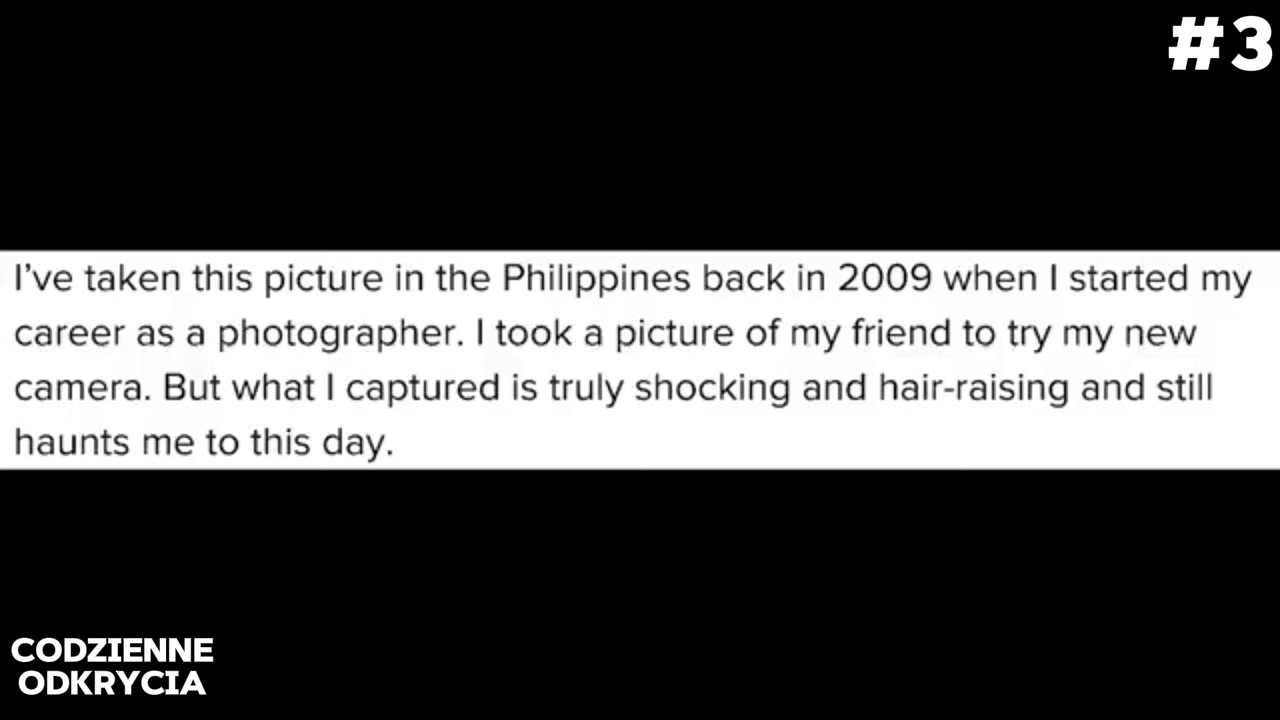 #3
I’ve taken this picture in the Philippines back in 2009 when I started my
career as a photographer. I took a picture of my friend to try my new
camera. But what I captured is truly shocking and hair-raising and still
haunts me to this day.
CODZIENNE
ODKRYCIA